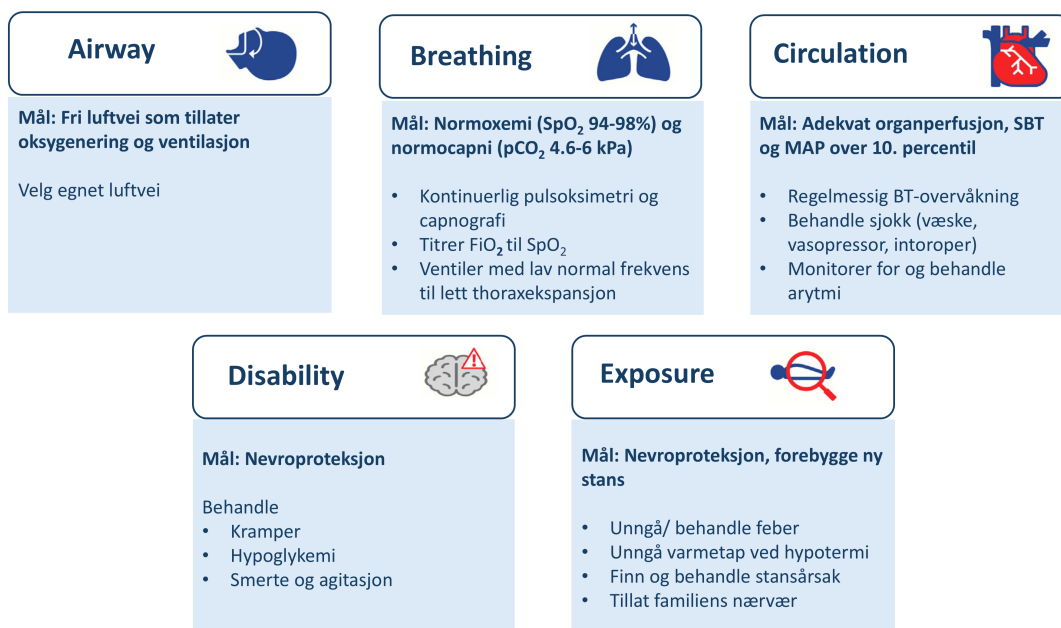 Airway
Mål: Fri luftvei som tillater
oksygenering og ventilasjon
Velg egnet luftvei
Breathing
Mål: Normoxemi (SpO₂ 94-98%) og
normocapni (pCO₂ 4.6-6 kPa)
• Kontinuerlig pulsoksimetri og
capnografi
• Titrer FiO₂ til SpO₂
• Ventiler med lav normal frekvens
til lett thoraxekspansjon
Circulation
Mål: Adekvat organperfusjon, SBT
og MAP over 10. percentil
• Regelmessig BT-overvåkning
• Behandle sjokk (væske,
vasopressor, intoroper)
• Monitorer for og behandle
arytmi
Disability
Mål: Nevroproteksjon
Behandle
• Kramper
• Hypoglykemi
• Smerte og agitasjon
Exposure
Mål: Nevroproteksjon, forebygge ny
stans
• Unngå/ behandle feber
• Unngå varmetap ved hypotermi
• Finn og behandle stansårsak
• Tillat familiens nærvær